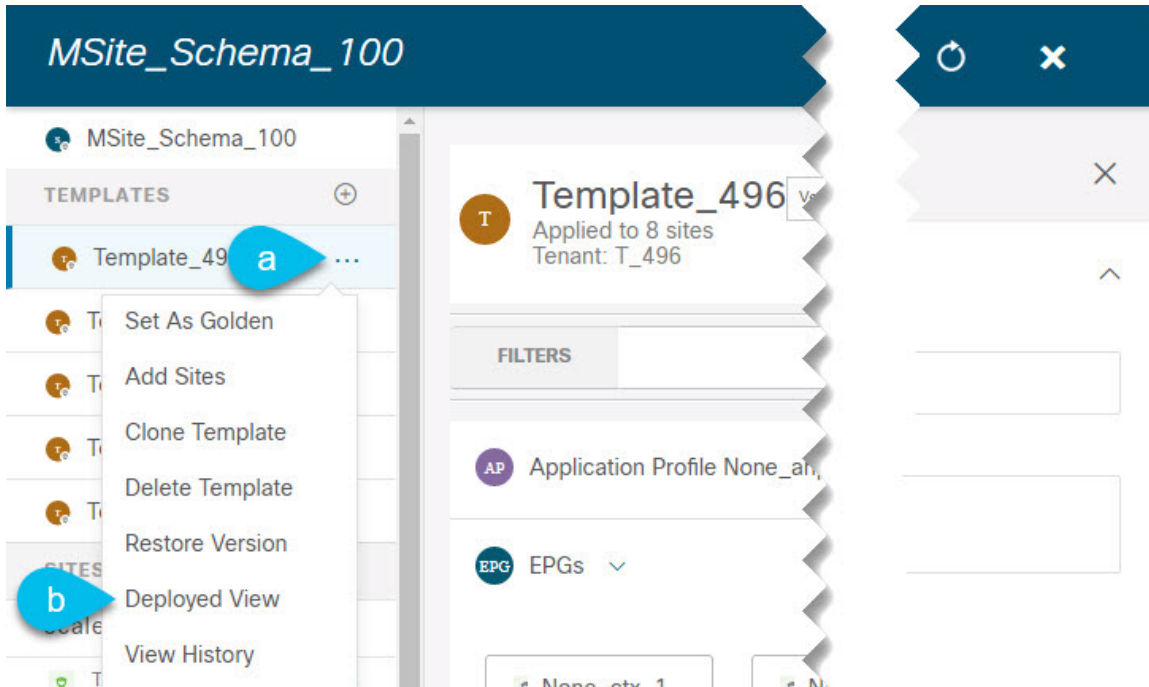 MSite_Schema_100
S MSite_Schema_100
TEMPLATES
T Template_49 a ...
T
Set As Golden
T
Add Sites
T
Clone Template
T
Delete Template
Restore Version
SITES
b Deployed View
View History
T Template_496
Applied to 8 sites
Tenant: T_496
FILTERS
AP Application Profile
EPG EPGs